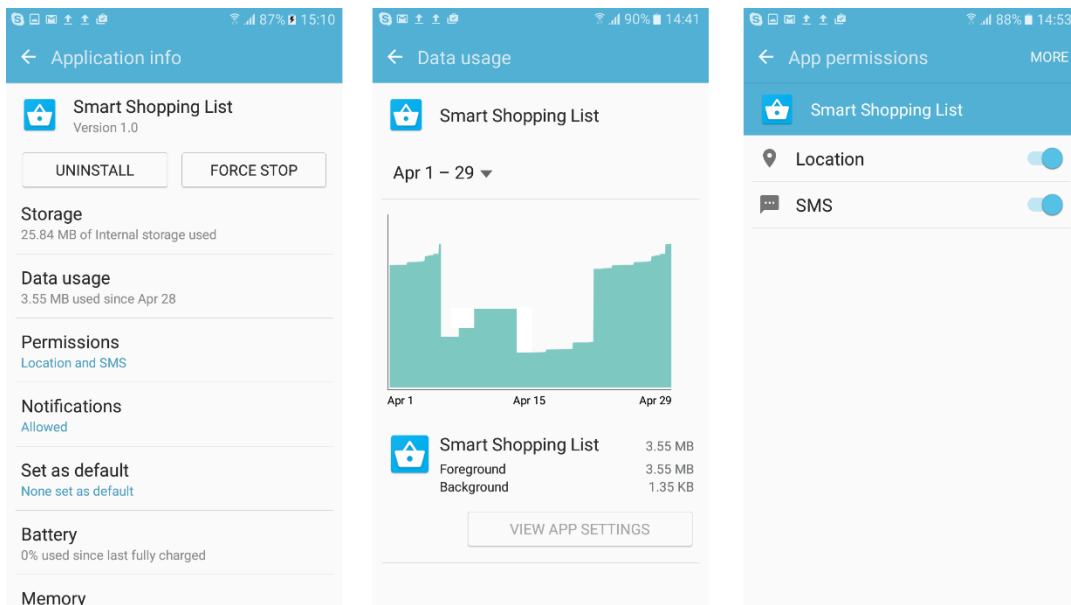 87% 15:10
Application info
Smart Shopping List
Version 1.0
UNINSTALL
FORCE STOP
Storage
25.84 MB of Internal storage used
Data usage
3.55 MB used since Apr 28
Permissions
Location and SMS
Notifications
Allowed
Set as default
None set as default
Battery
0% used since last fully charged
Memory
90% 14:41
Data usage
Smart Shopping List
Apr 1 – 29
Apr 1 Apr 15 Apr 29
Smart Shopping List 3.55 MB
Foreground 3.55 MB
Background 1.35 KB
VIEW APP SETTINGS
88% 14:53
App permissions MORE
Smart Shopping List
Location
SMS